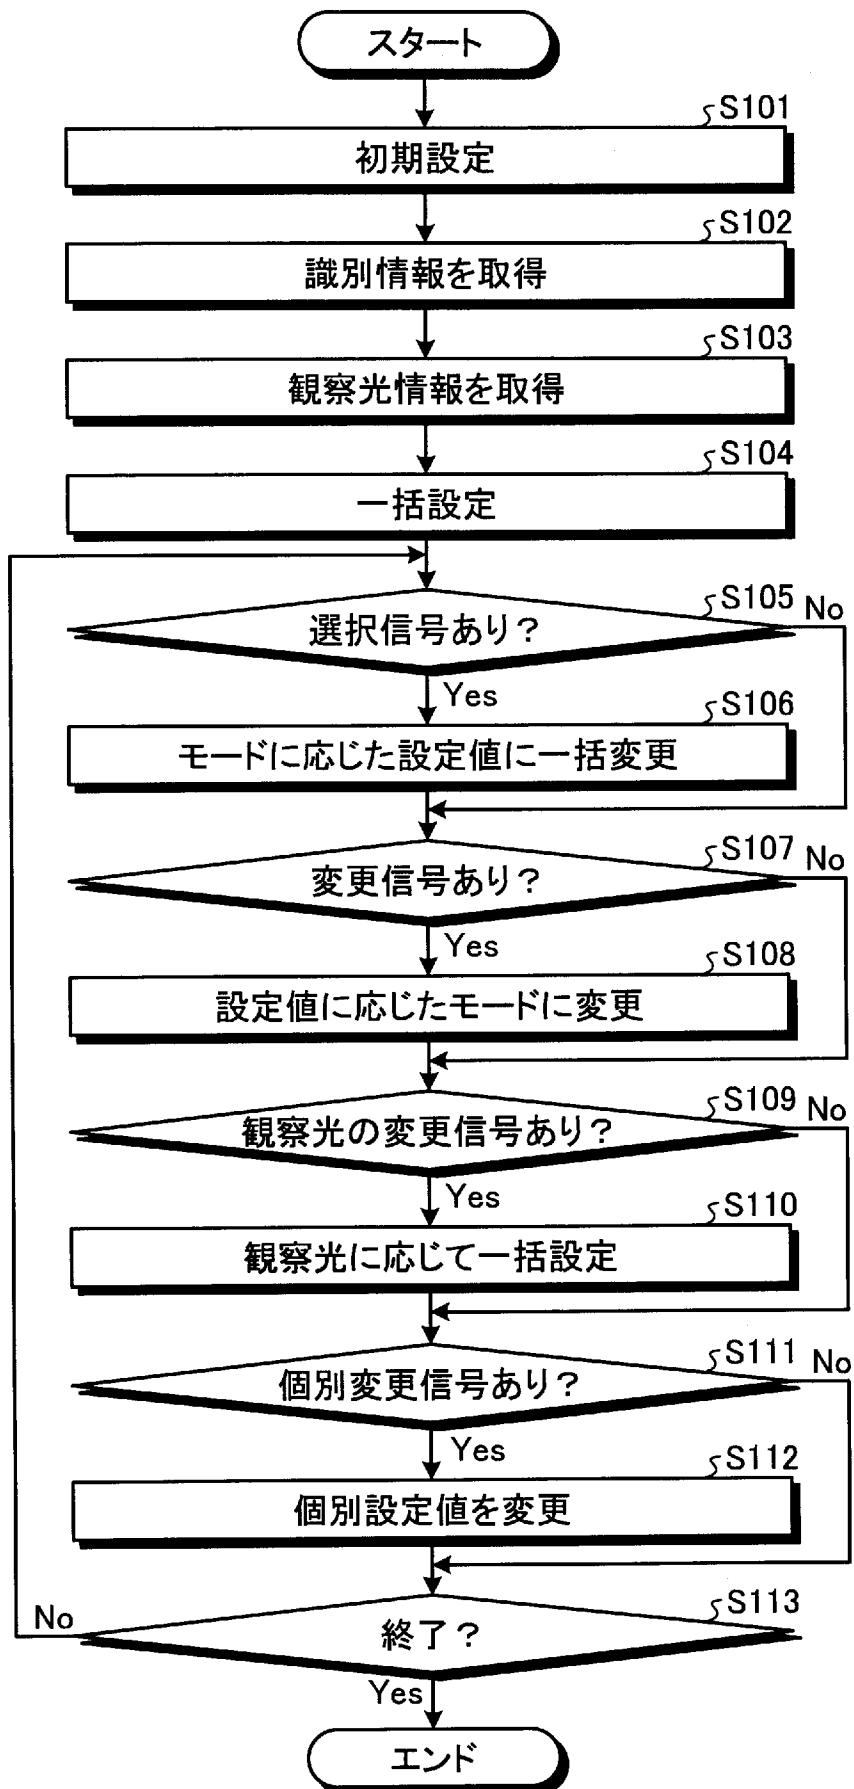 スタート
S101
初期設定
S102
識別情報を取得
S103
観察光情報を取得
S104
一括設定
S105
選択信号あり？
No
Yes
S106
モードに応じた設定値に一括変更
S107
変更信号あり？
No
Yes
S108
設定値に応じたモードに変更
S109
観察光の変更信号あり？
No
Yes
S110
観察光に応じて一括設定
S111
個別変更信号あり？
No
Yes
S112
個別設定値を変更
S113
終了？
No
Yes
エンド